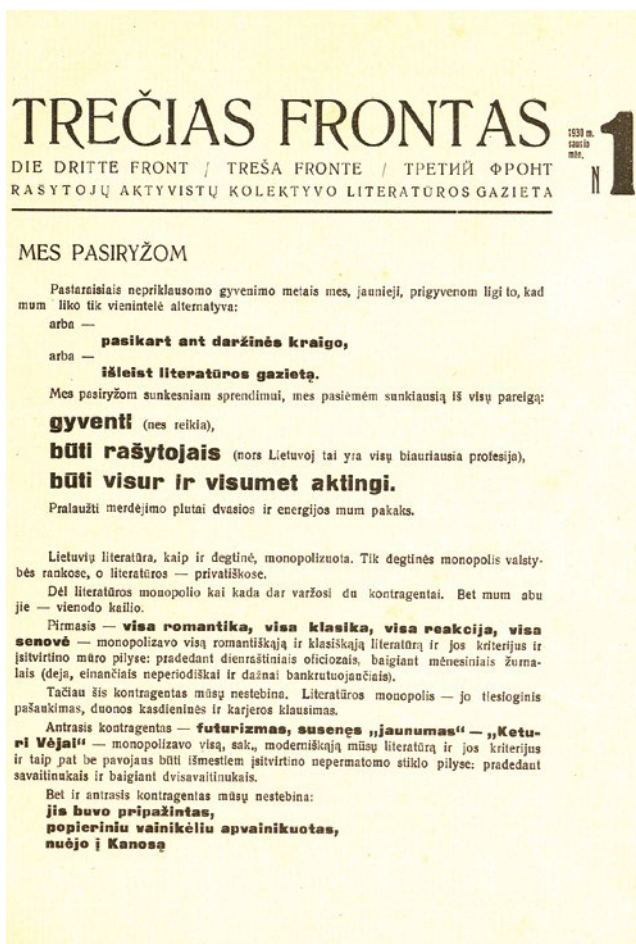 TREČIAS FRONTAS
1930 m.
sausio
mėn.
N 1
DIE DRITTE FRONT / TREŠA FRONTE / ТРЕТИЙ ФРОНТ
RAŠYTOJŲ AKTYVISTŲ KOLEKTYVO LITERATŪROS GAZIETA
MES PASIRYŽOM
Pastaraisiais nepriklausomo gyvenimo metais mes, jaunieji, prigyvenom ligi to, kad
mum liko tik vienintelė alternatyva:
arba —
pasikart ant daržinės kraigo,
arba —
išleist literatūros gazietą.
Mes pasiryžom sunkesniam sprendimui, mes pasiėmėm sunkiausią iš visų pareigą:
gyventi (nes reikia),
būti rašytojais (nors Lietuvoj tai yra visų biauriausia profesija),
būti visur ir visumet aktingi.
Pralaužti merdėjimo plutai dvasios ir energijos mum pakaks.
Lietuvių literatūra, kaip ir degtinė, monopolizuota. Tik degtinės monopolis valsty-
bės rankose, o literatūros — privatiškose.
Dėl literatūros monopolio kai kada dar varžosi du kontragentai. Bet mum abu
jie — vienodo kailio.
Pirmasis — visa romantika, visa klasika, visa reakcija, visa
senovė — monopolizavo visą romantiškąją ir klasiškąją literatūrą ir jos kriterijus ir
įsitvirtino mūro pilyse: pradedant dienraštiniais oficiozais, baigiant mėnesiniais žurna-
lais (deja, einančiais neperiodiškai ir dažnai bankrutuojančiais).
Tačiau šis kontragentas mūsų nestebina. Literatūros monopolis — jo tiesioginis
pašaukimas, duonos kasdieninės ir karjeros klausimas.
Antrasis kontragentas — futurizmas, susenęs „jaunumas“ — „Ketu-
ri Vėjai“ — monopolizavo visą, sak., moderniškąją mūsų literatūrą ir jos kriterijus
ir taip pat be pavojaus būti išmestiem įsitvirtino nepermatomo stiklo pilyse: pradedant
savaitinukais ir baigiant dvisavaitinukais.
Bet ir antrasis kontragentas mūsų nestebina:
jis buvo pripažintas,
popieriniu vainikėliu apvainikuotas,
nuėjo į Kanosą